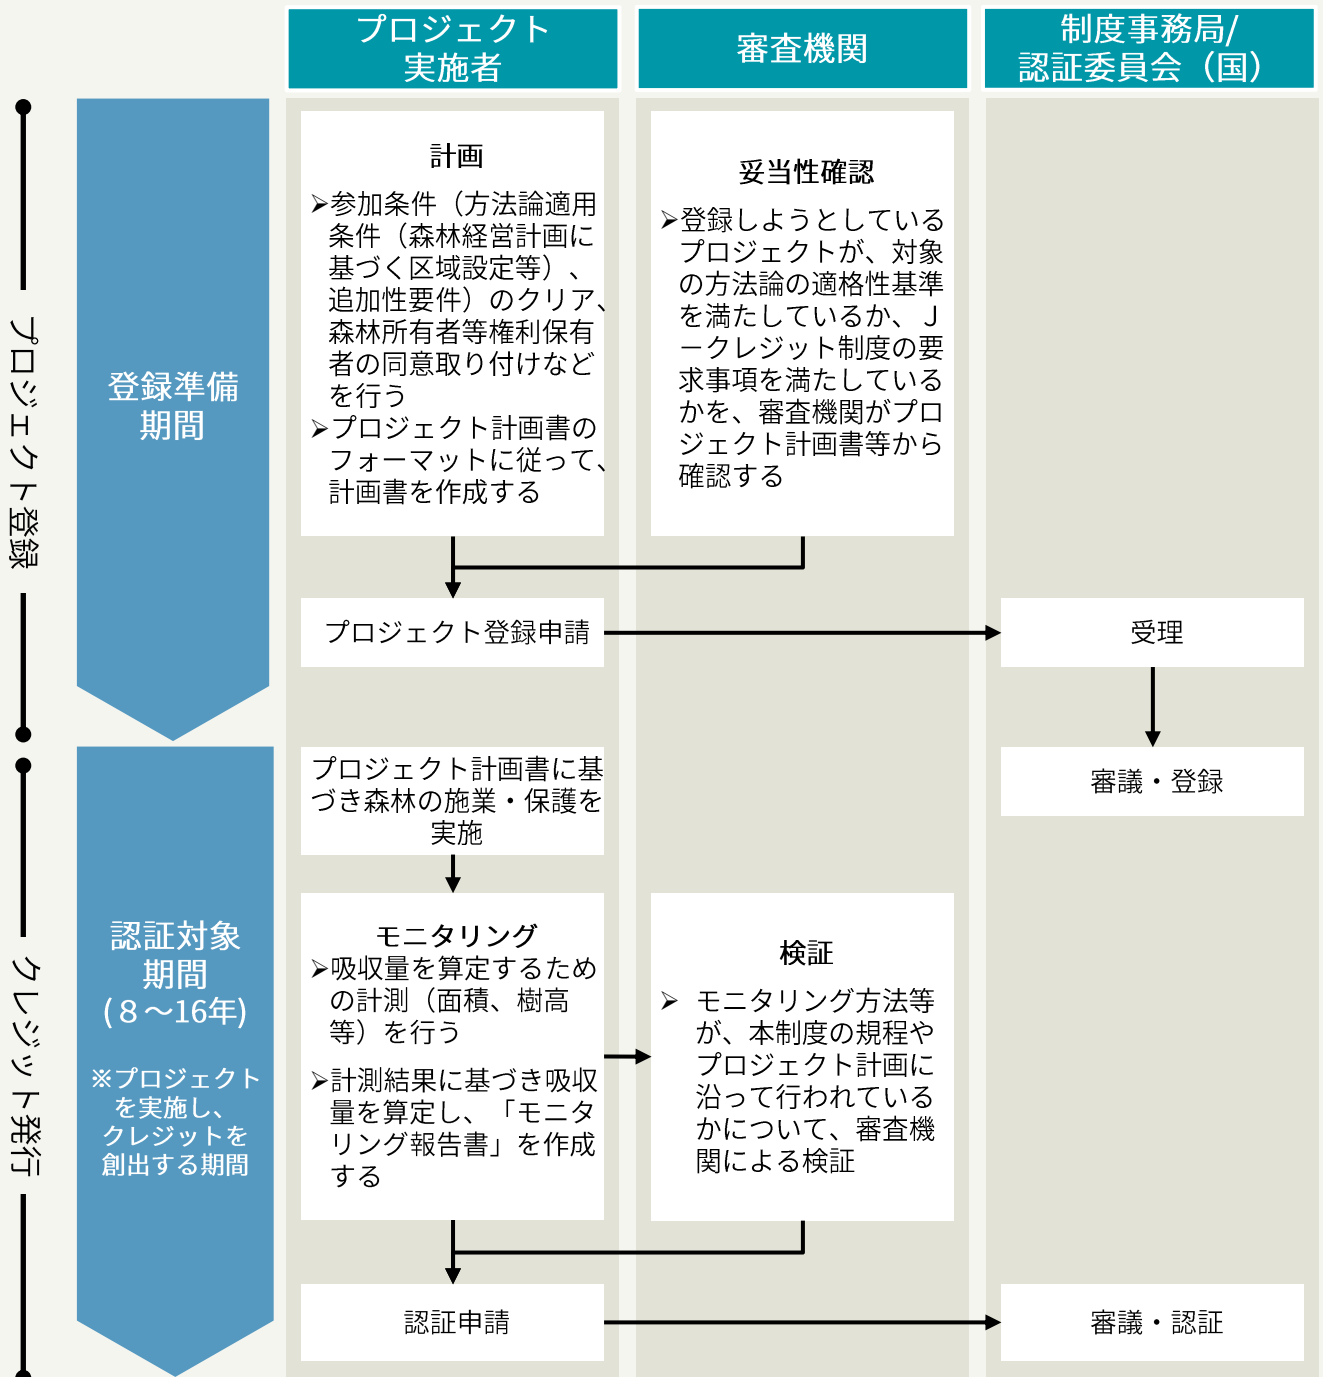 プロジェクト
実施者
審査機関
制度事務局/
認証委員会（国）
プロジェクト登録
登録準備
期間
計画
➢参加条件（方法論適用
条件（森林経営計画に
基づく区域設定等）、
追加性要件）のクリア、
森林所有者等権利保有
者の同意取り付けなど
を行う
➢プロジェクト計画書の
フォーマットに従って、
計画書を作成する
妥当性確認
➢登録しようとしている
プロジェクトが、対象
の方法論の適格性基準
を満たしているか、Ｊ
－クレジット制度の要
求事項を満たしている
かを、審査機関がプロ
ジェクト計画書等から
確認する
プロジェクト登録申請
受理
審議・登録
クレジット発行
認証対象
期間
(８～16年)
※プロジェクト
を実施し、
クレジットを
創出する期間
プロジェクト計画書に基
づき森林の施業・保護を
実施
モニタリング
➢吸収量を算定するため
の計測（面積、樹高
等）を行う
➢計測結果に基づき吸収
量を算定し、「モニタ
リング報告書」を作成
する
検証
➢ モニタリング方法等
が、本制度の規程や
プロジェクト計画に
沿って行われている
かについて、審査機
関による検証
認証申請
審議・認証